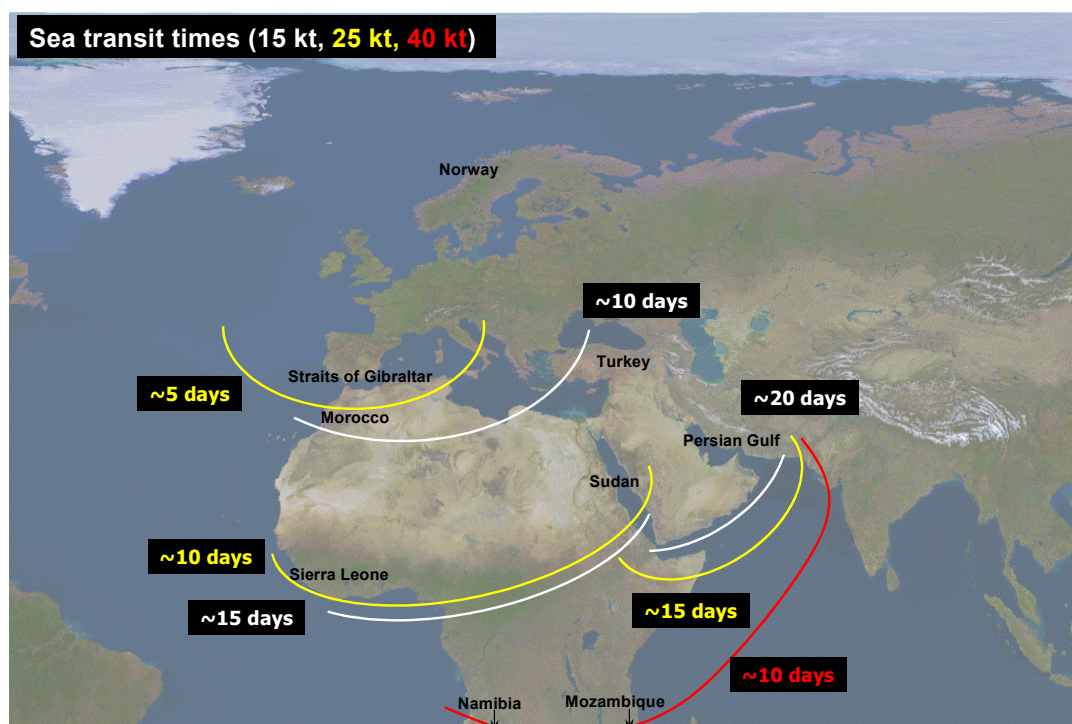 Sea transit times (15 kt, 25 kt, 40 kt)
Norway
~10 days
Turkey
Straits of Gibraltar
~5 days
~20 days
Morocco
Persian Gulf
Sudan
~10 days
Sierra Leone
~15 days
~15 days
~10 days
Namibia
Mozambique